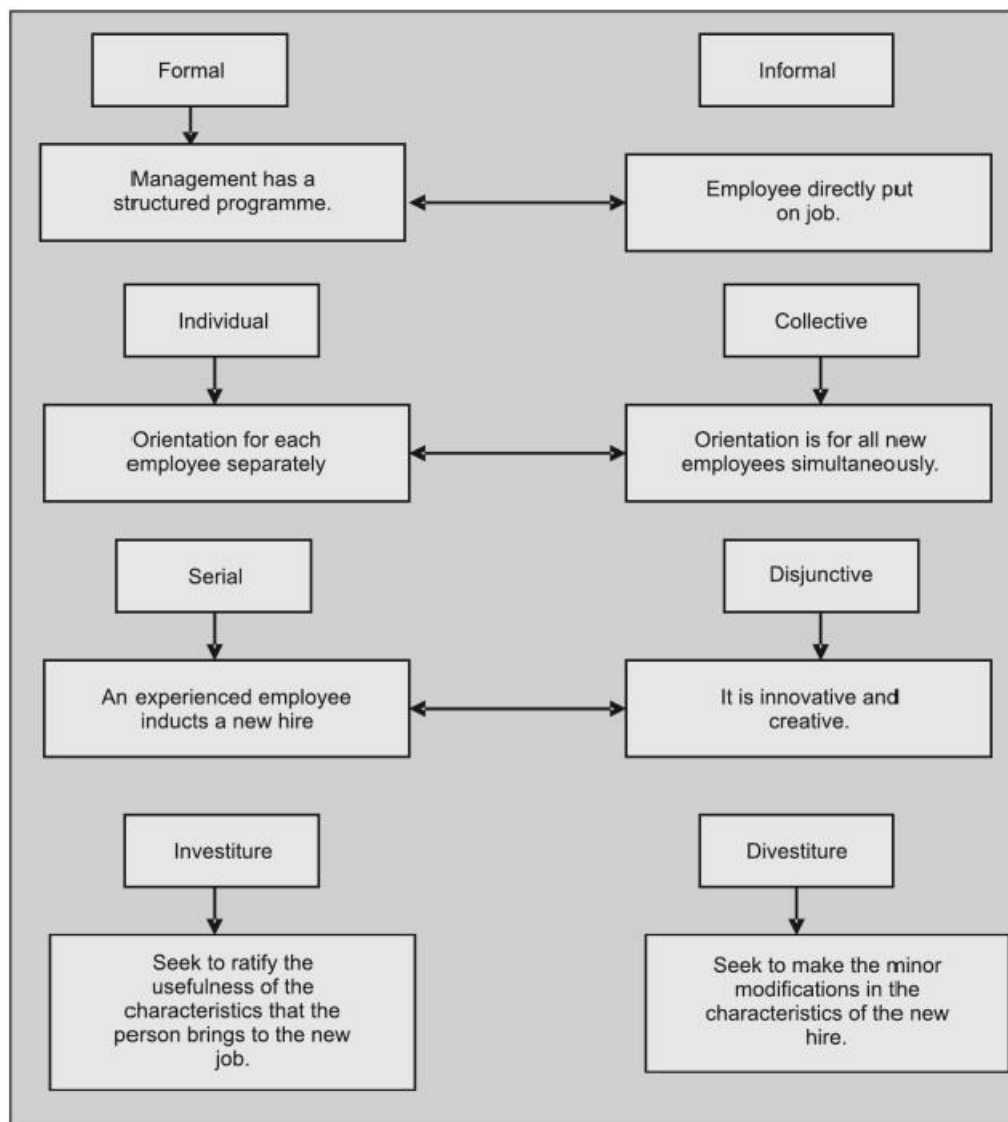 Formal
Informal
Management has a
structured programme.
Employee directly put
on job.
Individual
Collective
Orientation for each
employee separately
Orientation is for all new
employees simultaneously.
Serial
Disjunctive
An experienced employee
inducts a new hire
It is innovative and
creative.
Investiture
Divestiture
Seek to ratify the
usefulness of the
characteristics that the
person brings to the new
job.
Seek to make the minor
modifications in the
characteristics of the new
hire.